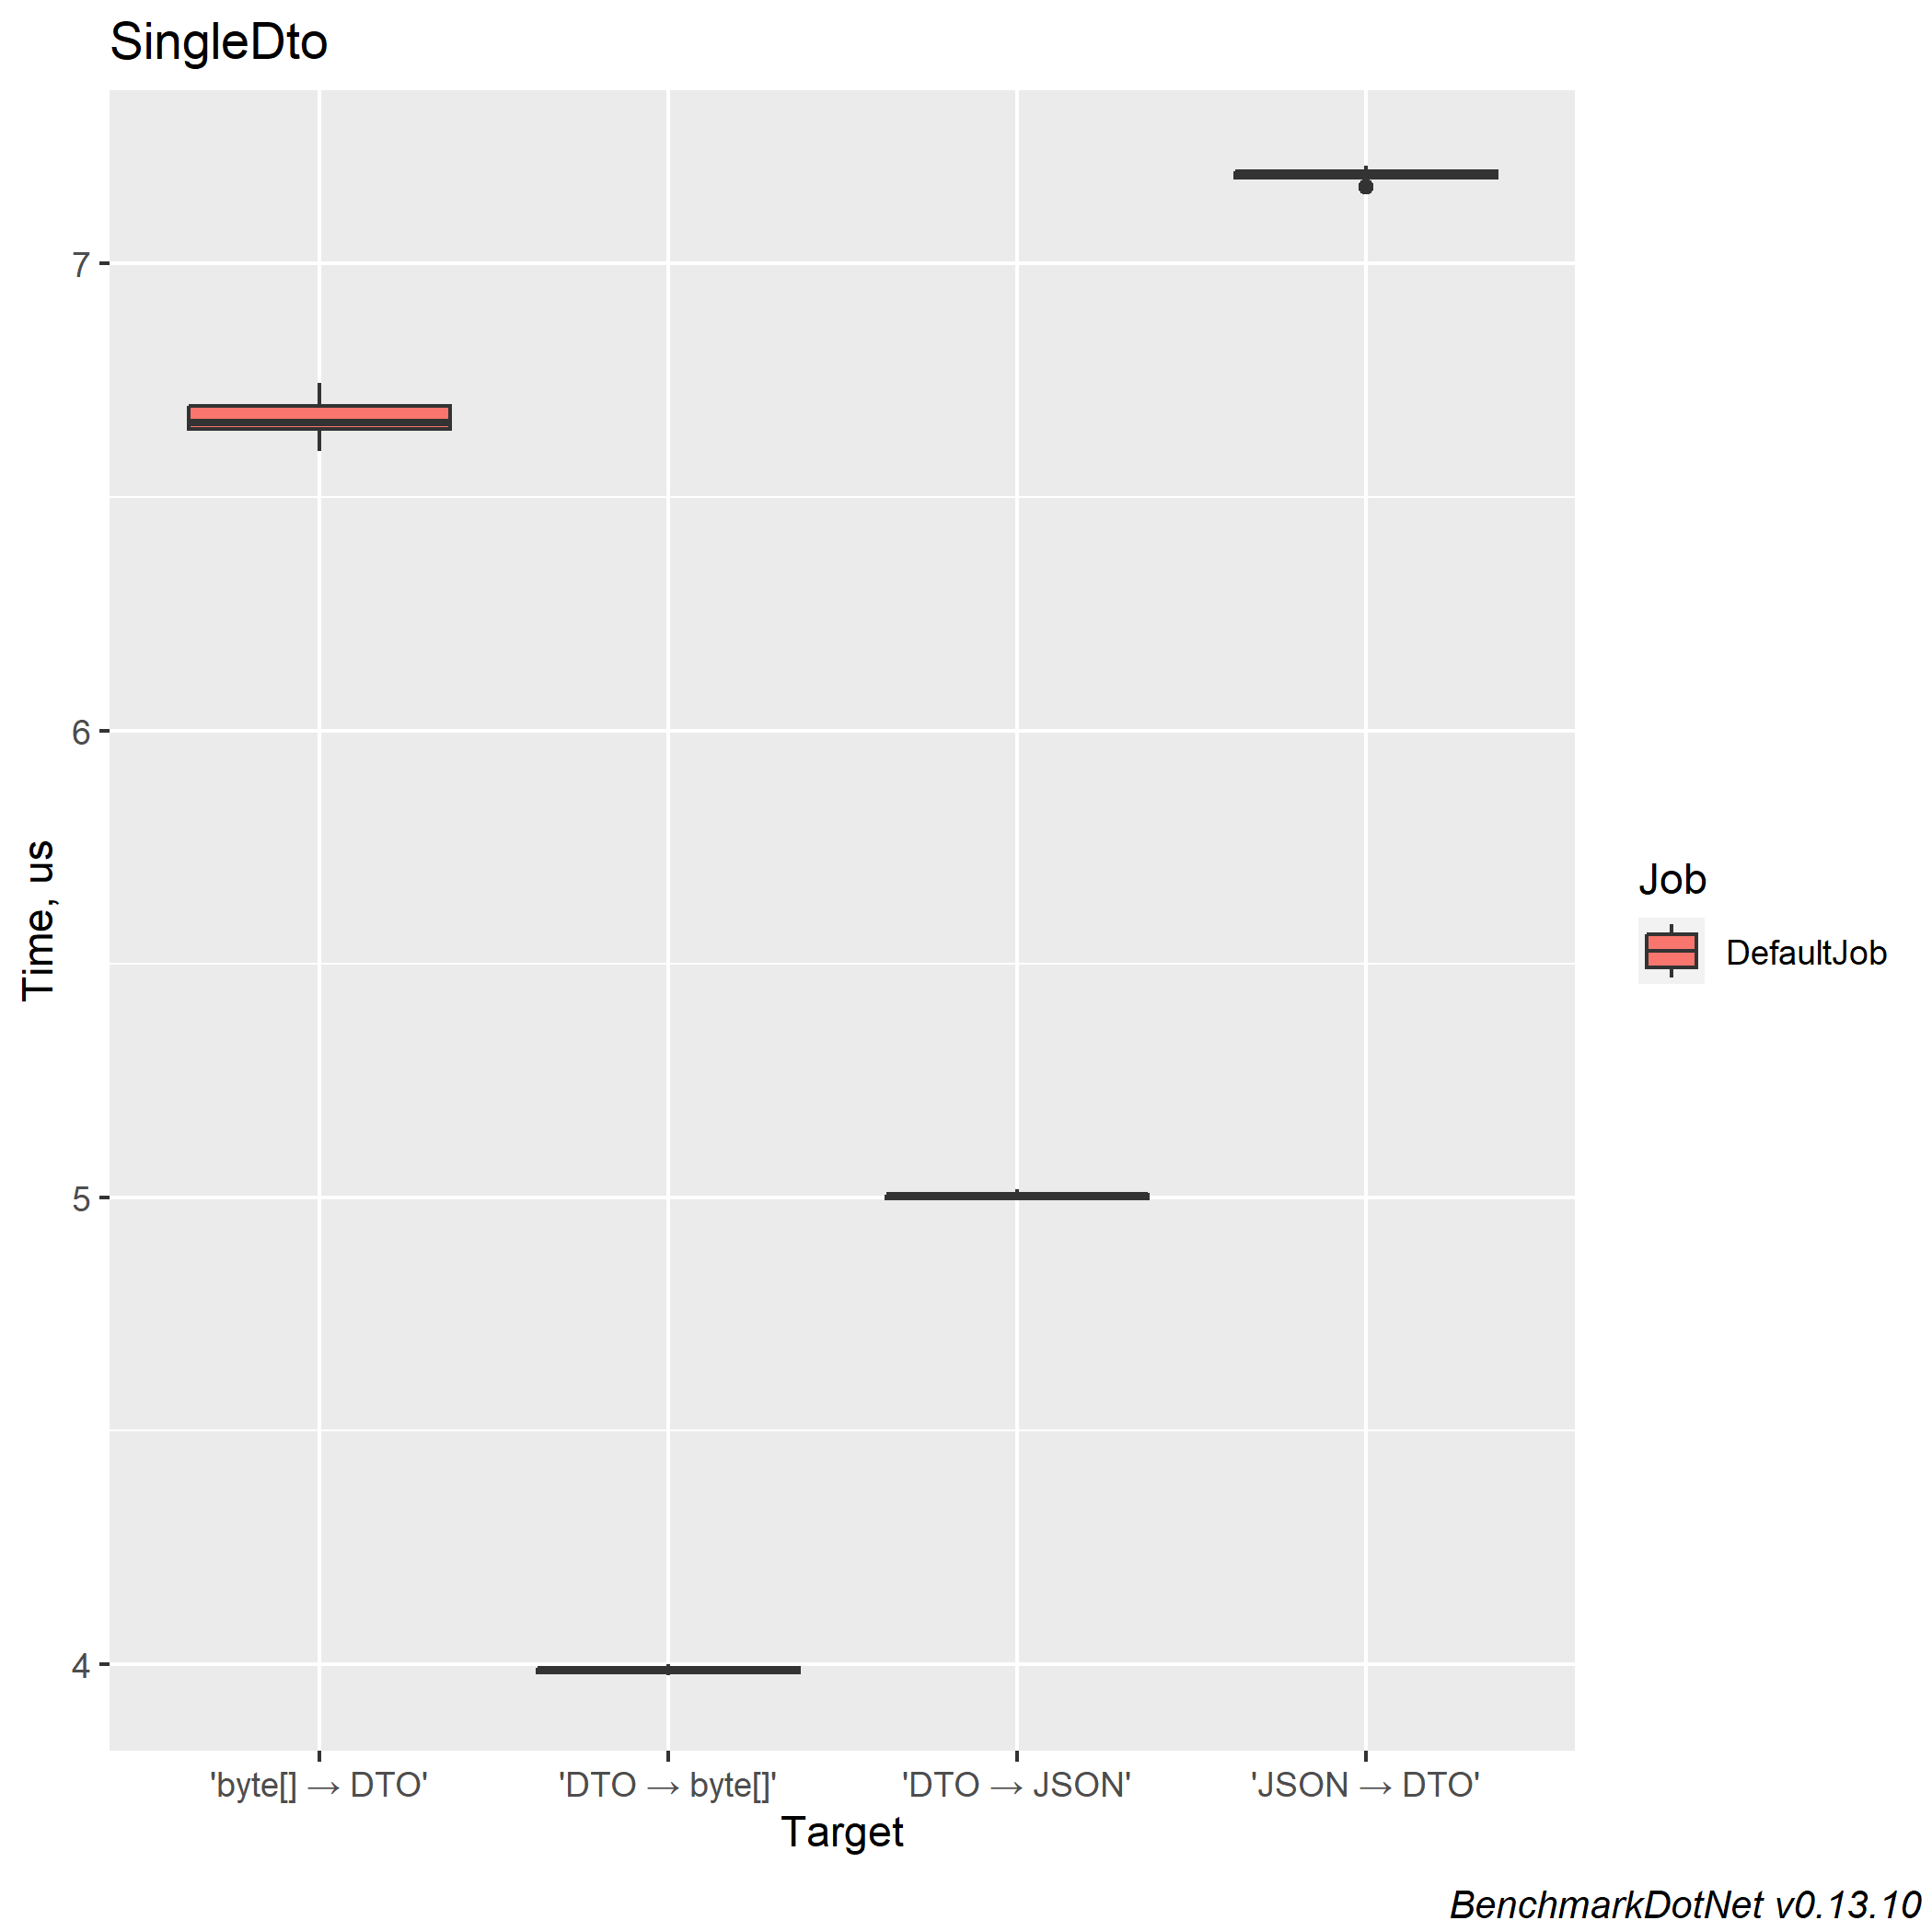 SingleDto
7
6
5
4
Time, us
'byte[] → DTO'
'DTO → byte[]'
'DTO → JSON'
'JSON → DTO'
Target
Job
DefaultJob
BenchmarkDotNet v0.13.10